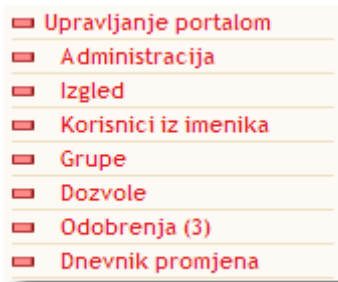 Upravljanje portalom
Administracija
Izgled
Korisnici iz imenika
Grupe
Dozvole
Odobrenja (3)
Dnevnik promjena